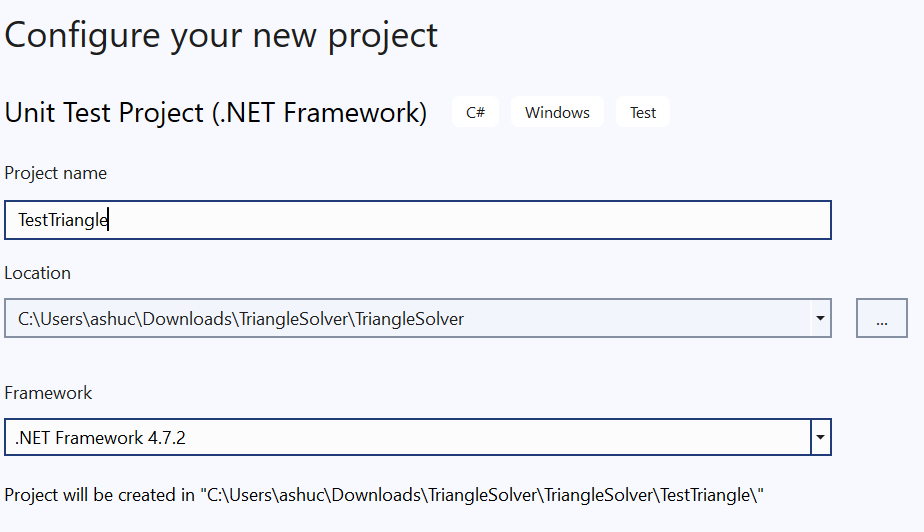 Configure your new project
Unit Test Project (.NET Framework) C# Windows Test
Project name
TestTriangle
Location
C:\Users\ashuc\Downloads\TriangleSolver\TriangleSolver
...
Framework
.NET Framework 4.7.2
Project will be created in "C:\Users\ashuc\Downloads\TriangleSolver\TriangleSolver\TestTriangle\"